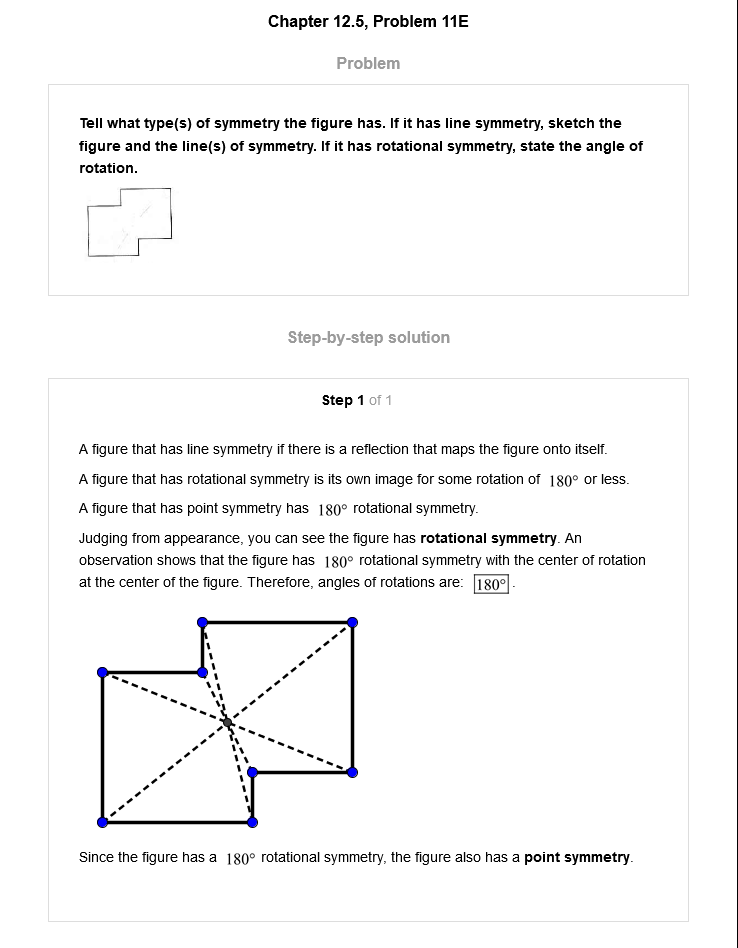 Chapter 12.5, Problem 11E
Problem
Tell what type(s) of symmetry the figure has. If it has line symmetry, sketch the
figure and the line(s) of symmetry. If it has rotational symmetry, state the angle of
rotation.
Step-by-step solution
Step 1 of 1
A figure that has line symmetry if there is a reflection that maps the figure onto itself.
A figure that has rotational symmetry is its own image for some rotation of 180° or less.
A figure that has point symmetry has 180° rotational symmetry.
Judging from appearance, you can see the figure has rotational symmetry. An
observation shows that the figure has 180° rotational symmetry with the center of rotation
at the center of the figure. Therefore, angles of rotations are: 180° .
Since the figure has a 180° rotational symmetry, the figure also has a point symmetry.